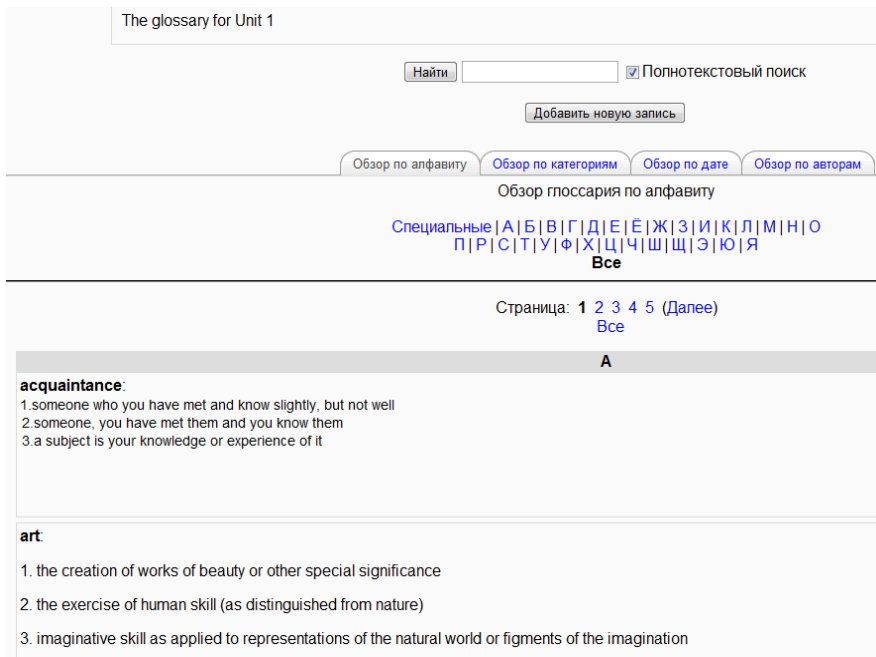 The glossary for Unit 1
Найти Полнотекстовый поиск
Добавить новую запись
Обзор по алфавиту Обзор по категориям Обзор по дате Обзор по авторам
Обзор глоссария по алфавиту
Специальные | А | Б | В | Г | Д | Е | Ё | Ж | З | И | К | Л | М | Н | О
П | Р | С | Т | У | Ф | Х | Ц | Ч | Ш | Щ | Э | Ю | Я
Все
Страница: 1 2 3 4 5 (Далее)
Все
A
acquaintance:
1.someone who you have met and know slightly, but not well
2.someone, you have met them and you know them
3.a subject is your knowledge or experience of it
art:
1. the creation of works of beauty or other special significance
2. the exercise of human skill (as distinguished from nature)
3. imaginative skill as applied to representations of the natural world or figments of the imagination